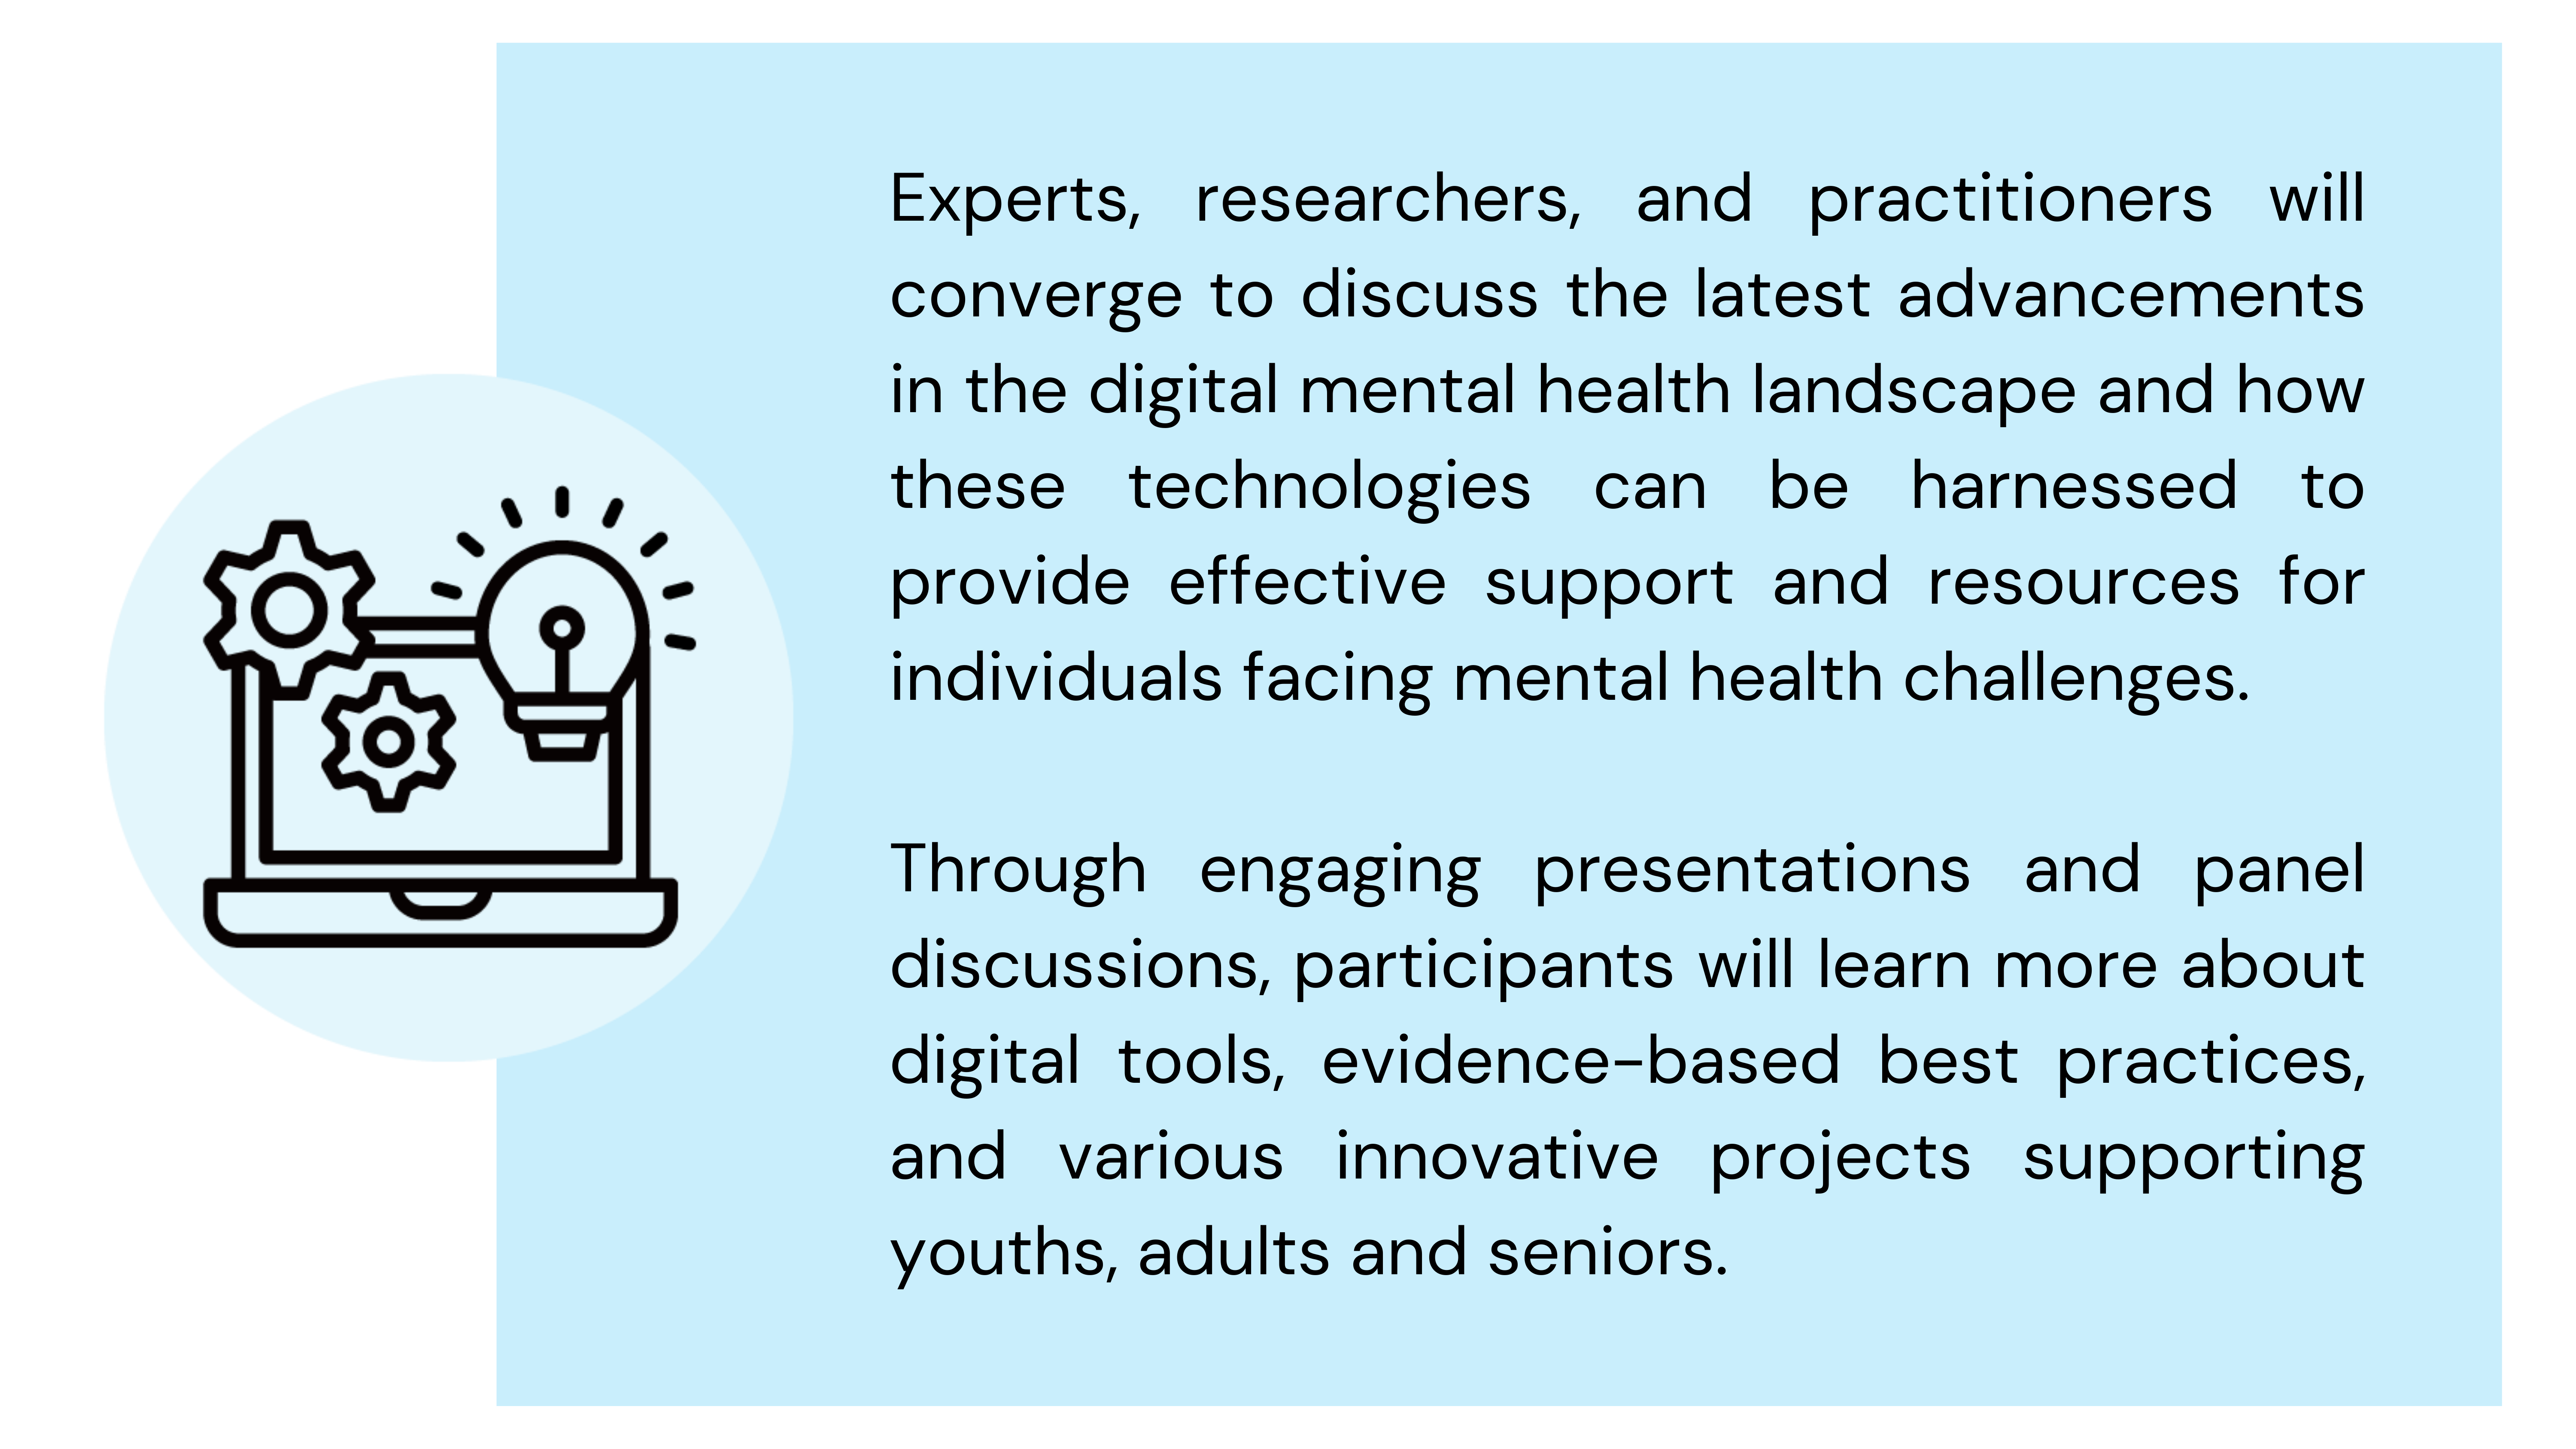 Experts, researchers, and practitioners will
converge to discuss the latest advancements
in the digital mental health landscape and how
these technologies can be harnessed to
provide effective support and resources for
individuals facing mental health challenges.
Through engaging presentations and panel
discussions, participants will learn more about
digital tools, evidence-based best practices,
and various innovative projects supporting
youths, adults and seniors.